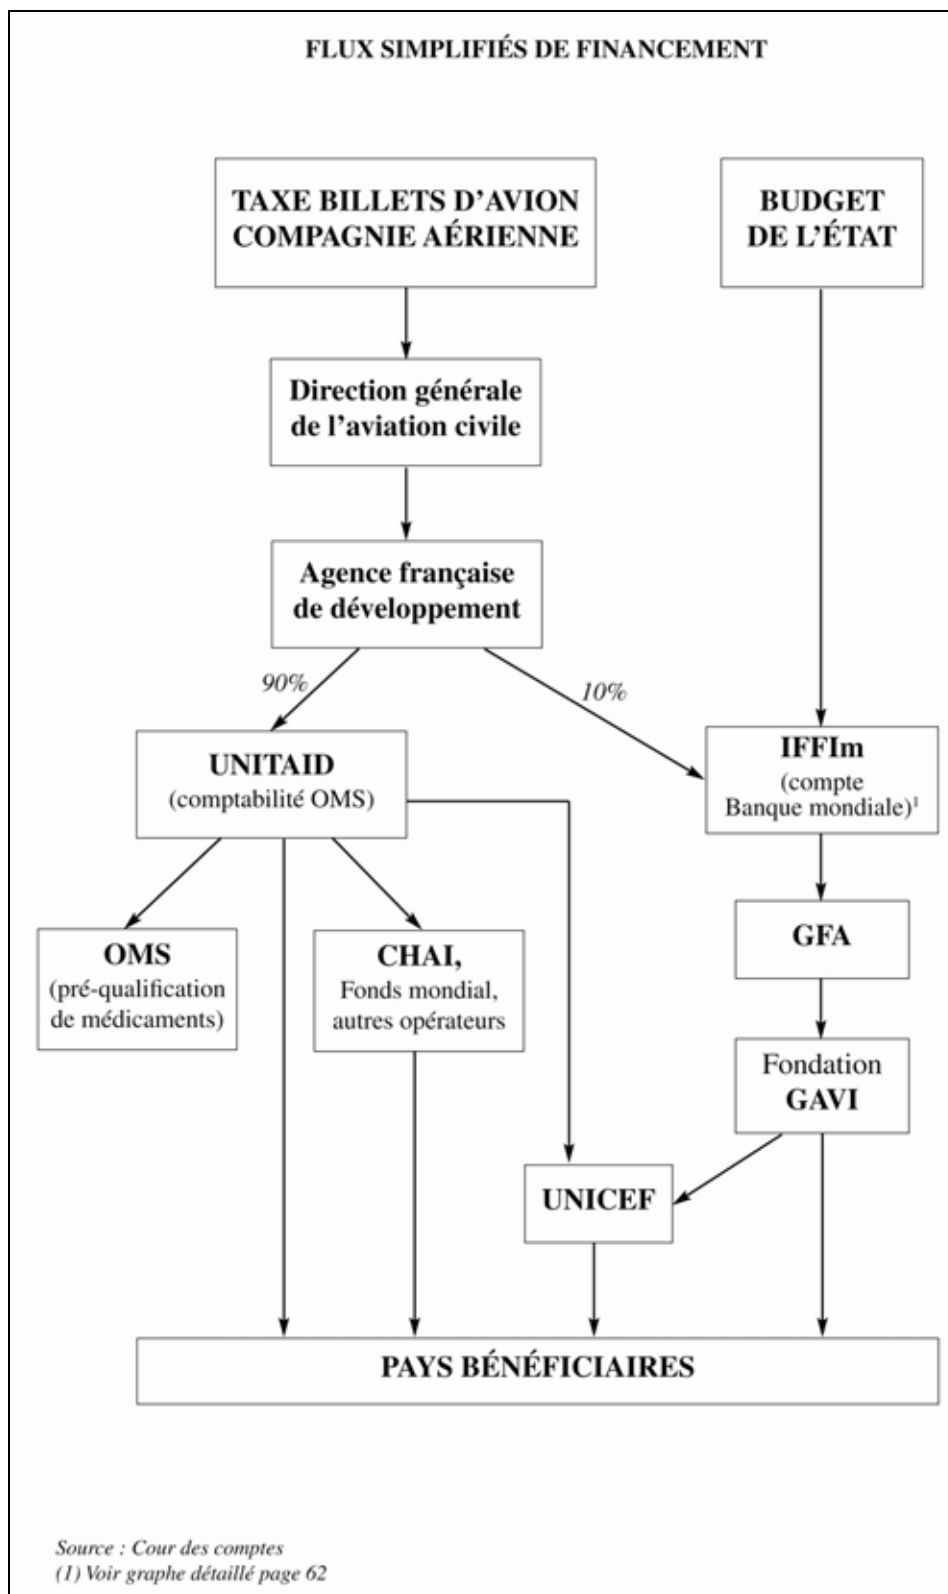 FLUX SIMPLIFIÉS DE FINANCEMENT
TAXE BILLETS D'AVION
COMPAGNIE AÉRIENNE
BUDGET
DE L'ÉTAT
Direction générale
de l'aviation civile
Agence française
de développement
90%
10%
UNITAID
(comptabilité OMS)
IFFIm
(compte
Banque mondiale)¹
OMS
(pré-qualification
de médicaments)
CHAI,
Fonds mondial,
autres opérateurs
GFA
Fondation
GAVI
UNICEF
PAYS BÉNÉFICIAIRES
Source : Cour des comptes
(1) Voir graphe détaillé page 62